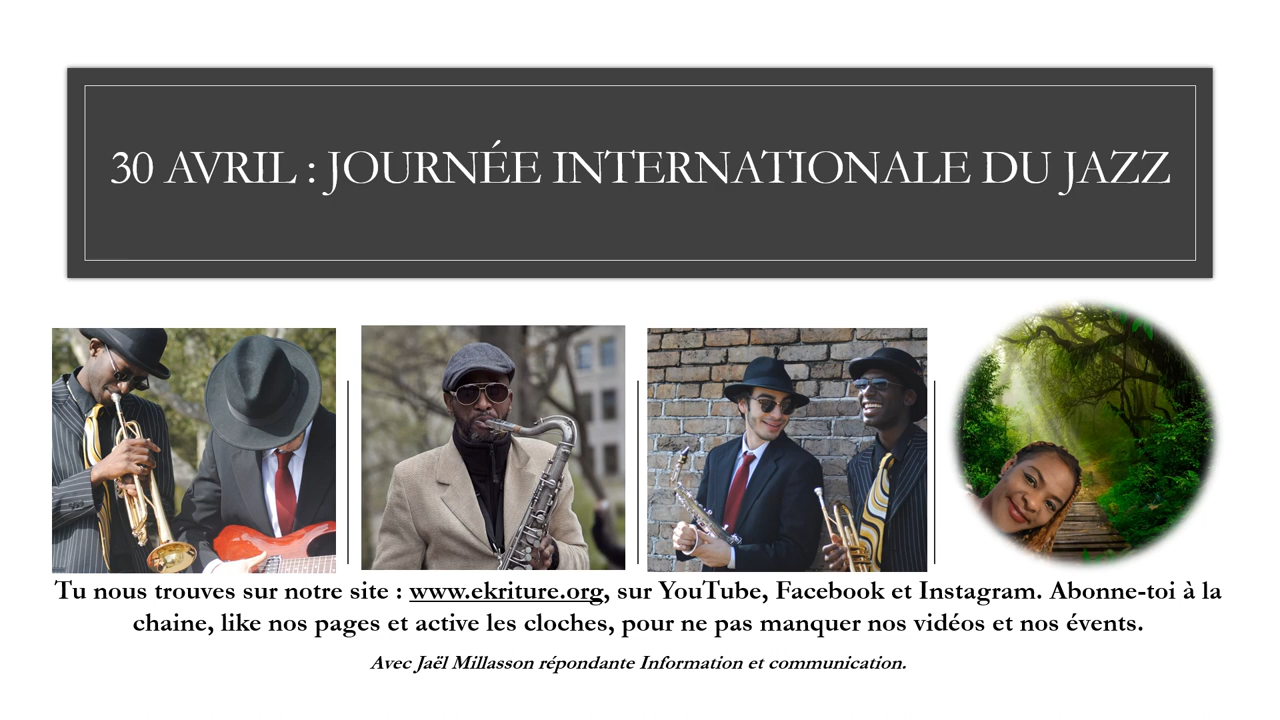 30 AVRIL : JOURNÉE INTERNATIONALE DU JAZZ
Tu nous trouves sur notre site : www.ekriture.org, sur YouTube, Facebook et Instagram. Abonne-toi à la
chaine, like nos pages et active les cloches, pour ne pas manquer nos vidéos et nos évents.
Avec Jaël Millasson répondante Information et communication.